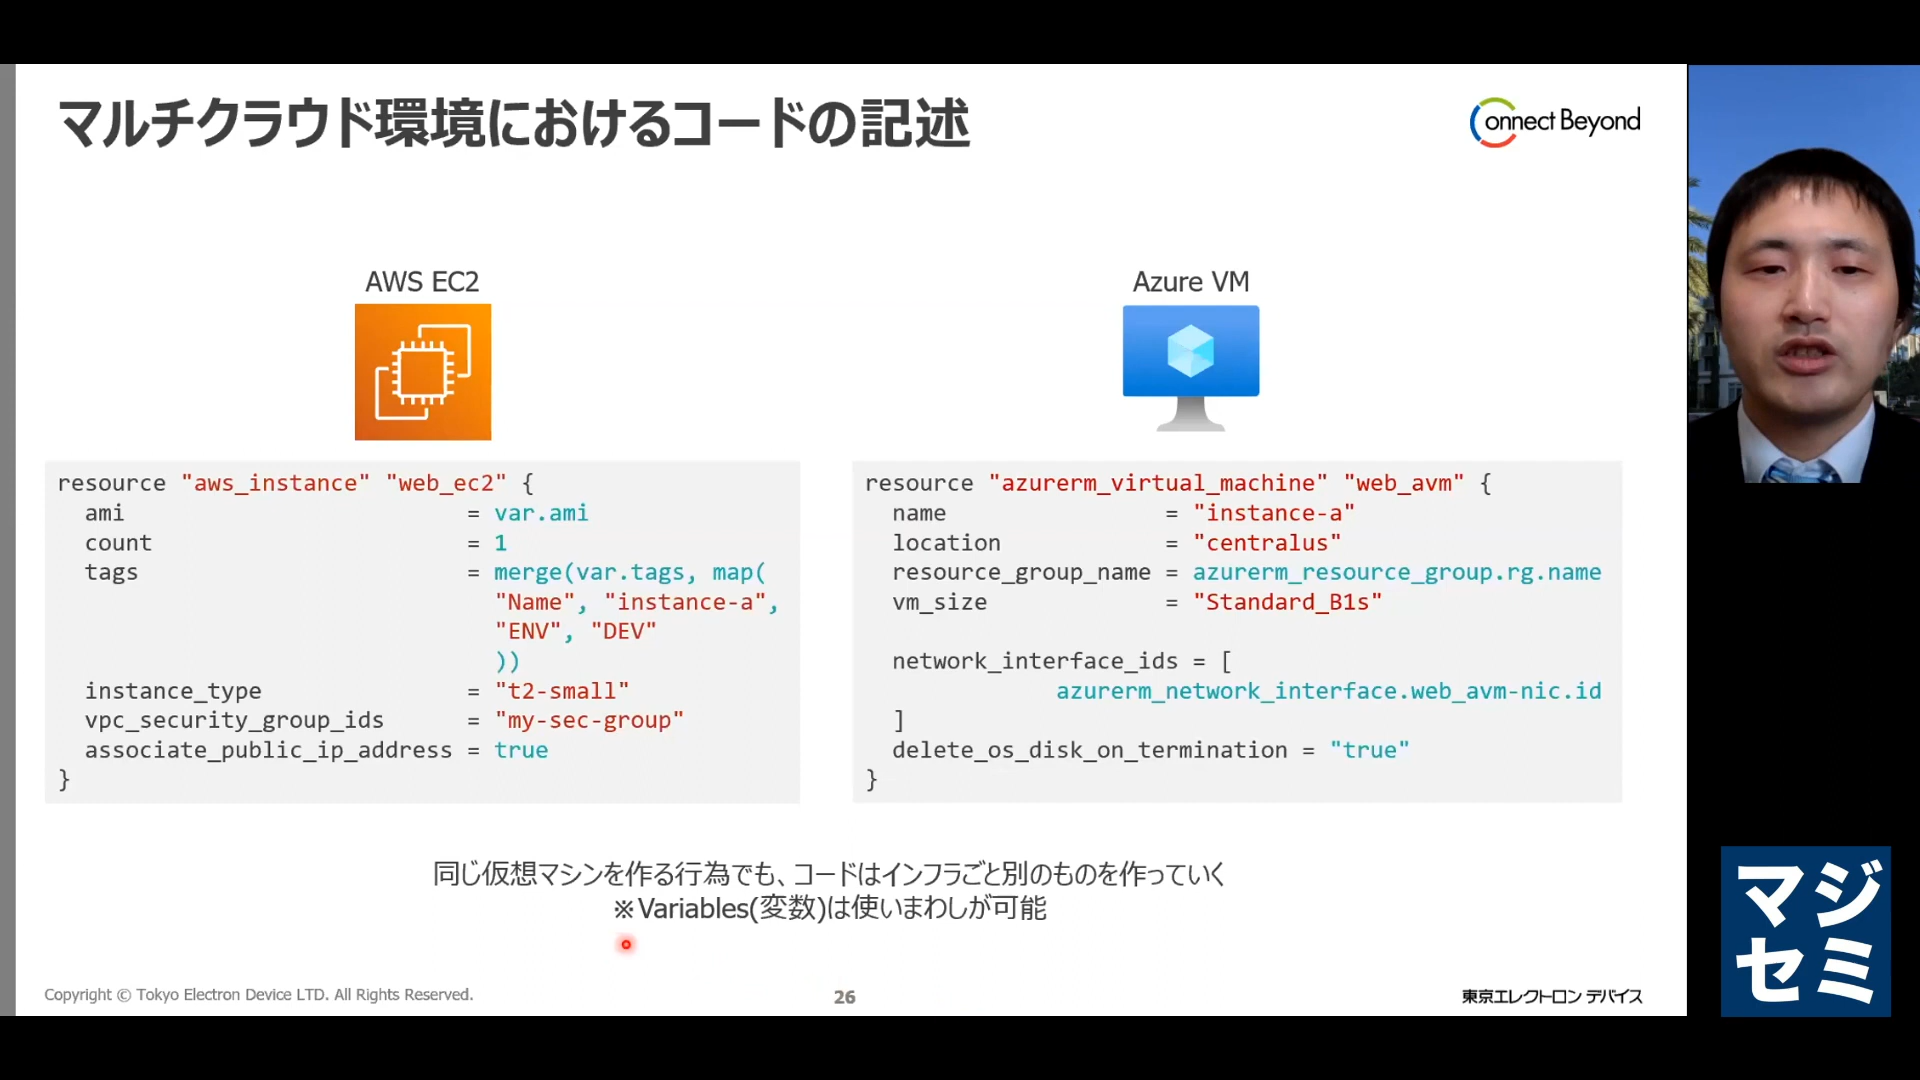 マルチクラウド環境におけるコードの記述
Connect Beyond
AWS EC2
Azure VM
resource "aws_instance" "web_ec2" {
  ami                         = var.ami
  count                       = 1
  tags                        = merge(var.tags, map(
                                "Name", "instance-a",
                                "ENV", "DEV"
                                ))
  instance_type               = "t2-small"
  vpc_security_group_ids      = "my-sec-group"
  associate_public_ip_address = true
}
resource "azurerm_virtual_machine" "web_avm" {
  name                = "instance-a"
  location            = "centralus"
  resource_group_name = azurerm_resource_group.rg.name
  vm_size             = "Standard_B1s"
  network_interface_ids = [
              azurerm_network_interface.web_avm-nic.id
  ]
  delete_os_disk_on_termination = "true"
}
同じ仮想マシンを作る行為でも、コードはインフラごと別のものを作っていく
※Variables(変数)は使いまわしが可能
Copyright © Tokyo Electron Device LTD. All Rights Reserved.
26
東京エレクトロン デバイス
マジ
セミ